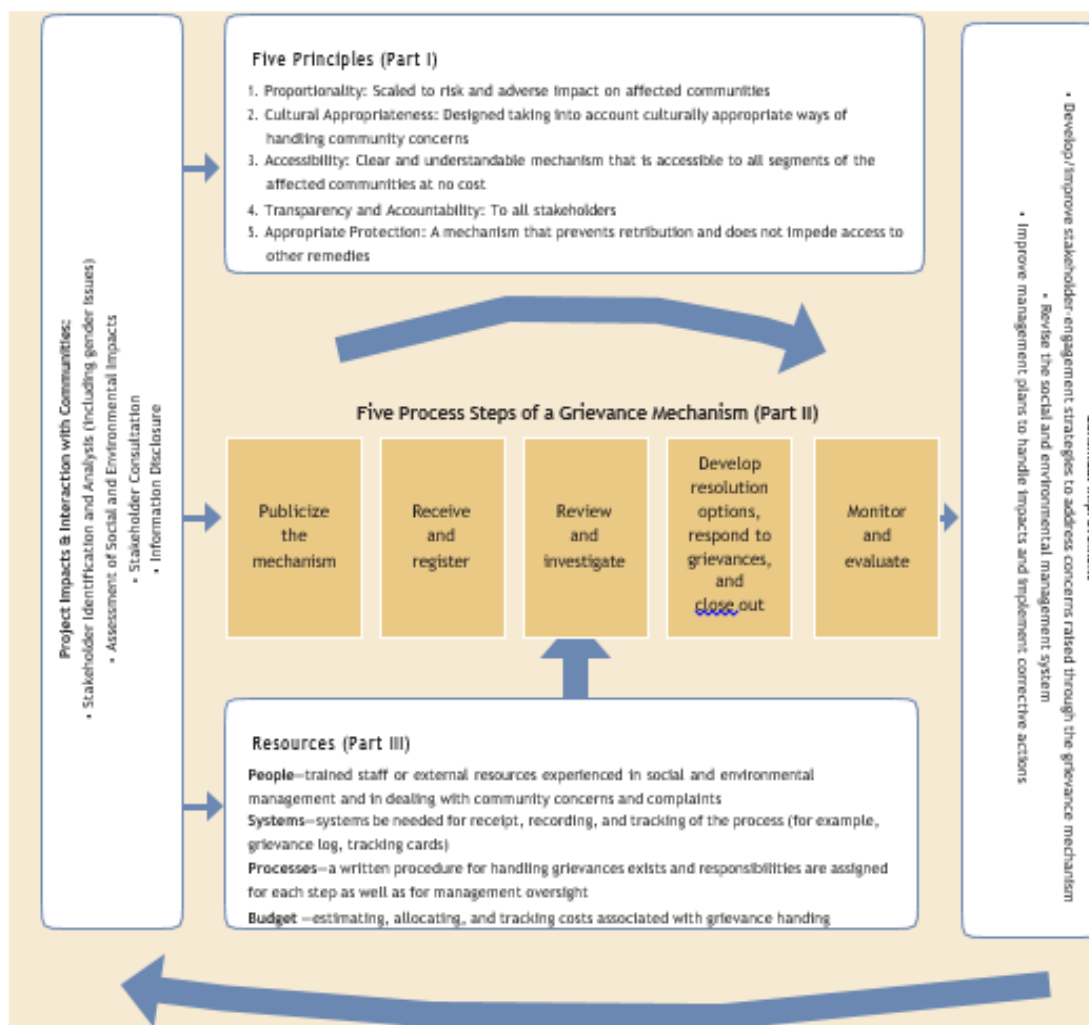 Project Impacts & Interaction with Communities:
• Stakeholder Identification and Analysis (including gender issues)
• Assessment of Social and Environmental Impacts
• Stakeholder Consultation
• Information Disclosure
Five Principles (Part I)
1. Proportionality: Scaled to risk and adverse impact on affected communities
2. Cultural Appropriateness: Designed taking into account culturally appropriate ways of
handling community concerns
3. Accessibility: Clear and understandable mechanism that is accessible to all segments of the
affected communities at no cost
4. Transparency and Accountability: To all stakeholders
5. Appropriate Protection: A mechanism that prevents retribution and does not impede access to
other remedies
Five Process Steps of a Grievance Mechanism (Part II)
Publicize
the
mechanism
Receive
and
register
Review
and
investigate
Develop
resolution
options,
respond to
grievances,
and
close out
Monitor
and
evaluate
Resources (Part III)
People—trained staff or external resources experienced in social and environmental
management and in dealing with community concerns and complaints
Systems—systems be needed for receipt, recording, and tracking of the process (for example,
grievance log, tracking cards)
Processes—a written procedure for handling grievances exists and responsibilities are assigned
for each step as well as for management oversight
Budget —estimating, allocating, and tracking costs associated with grievance handing
• Develop/improve stakeholder-engagement strategies to address concerns raised through the grievance mechanism
• Revise the social and environmental management system
• Improve management plans to handle impacts and implement corrective actions